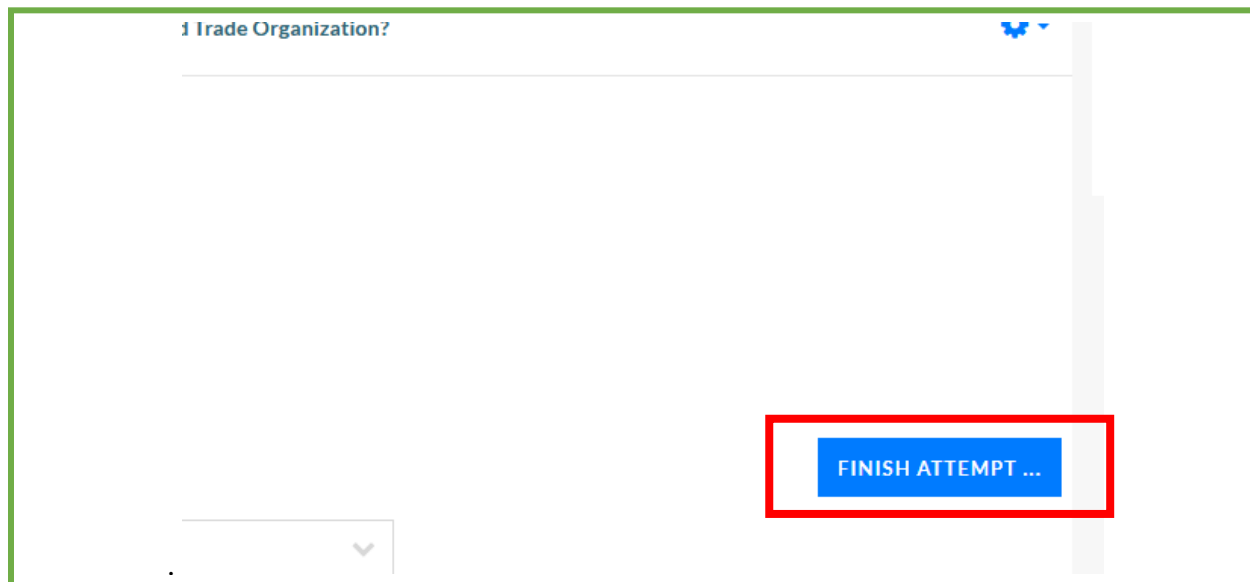 d Trade Organization?
FINISH ATTEMPT ...
.